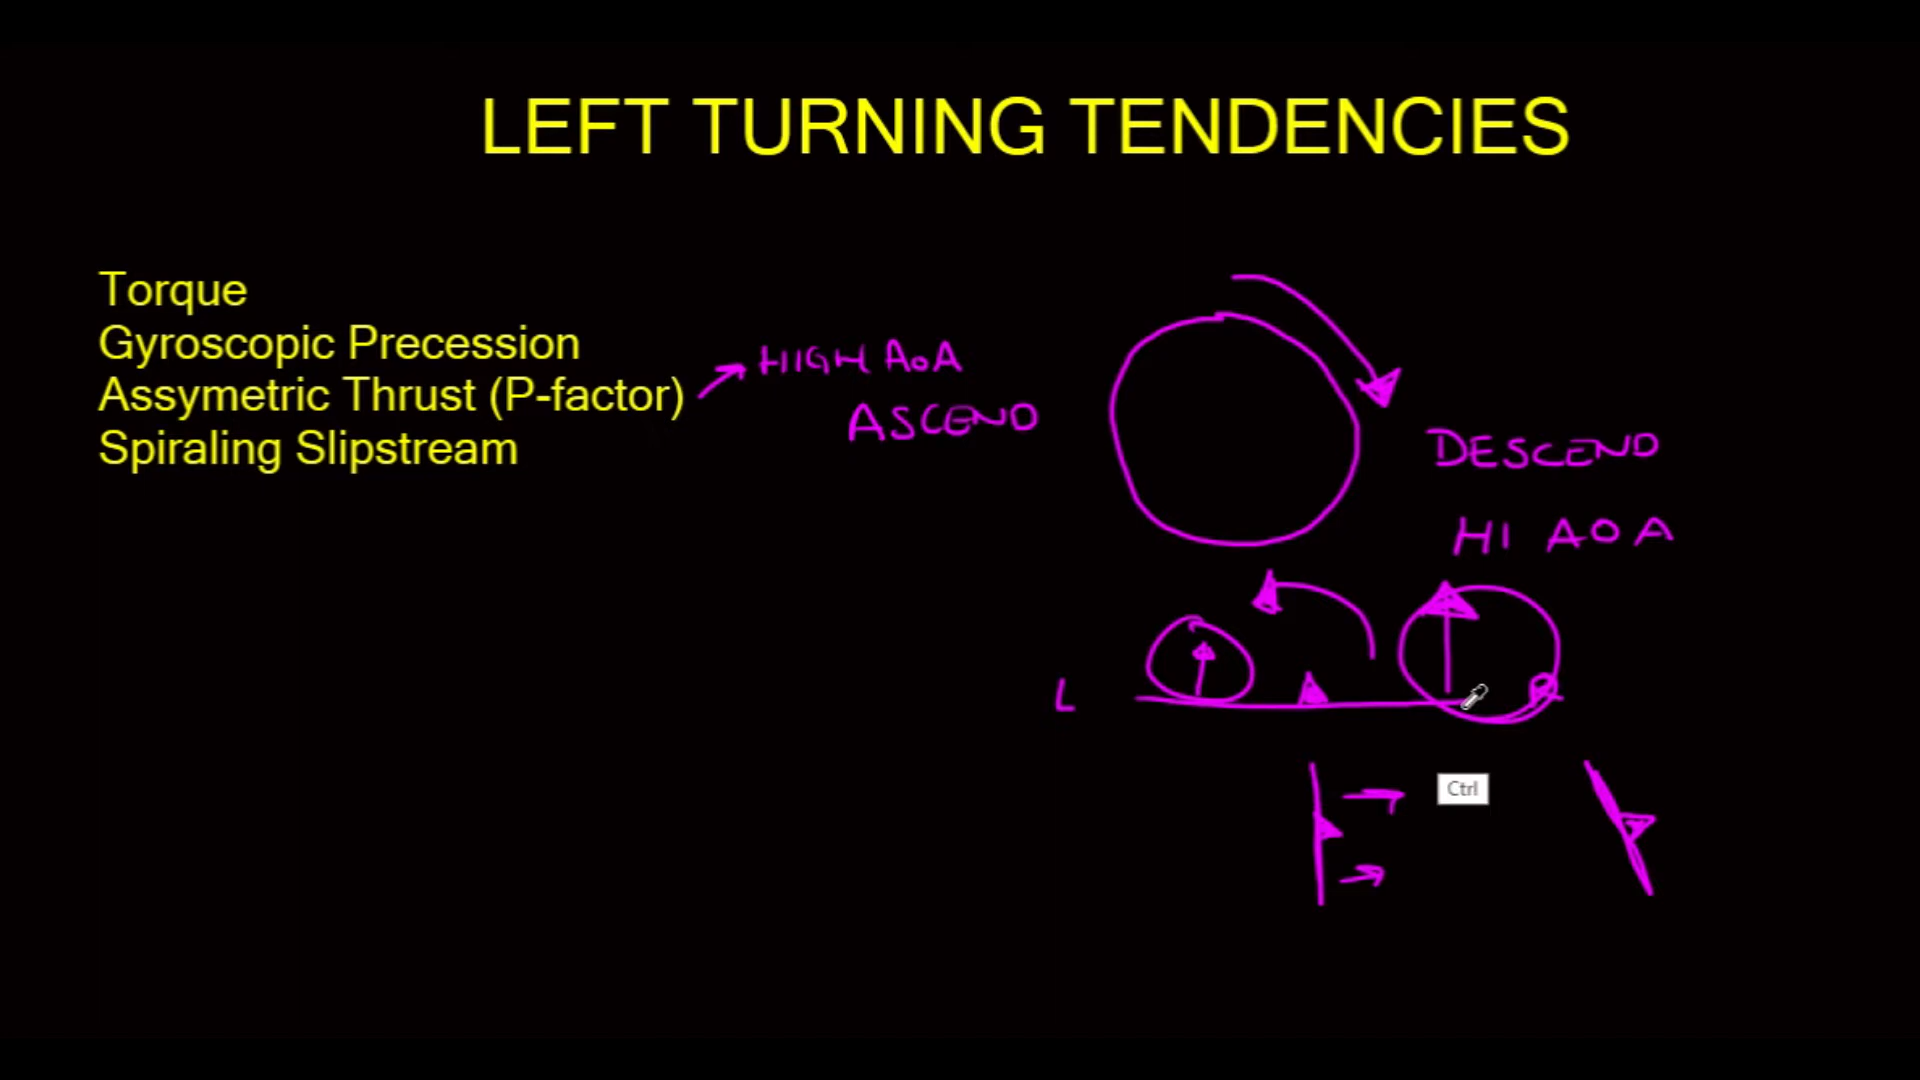 LEFT TURNING TENDENCIES
Torque
Gyroscopic Precession
Assymetric Thrust (P-factor)
Spiraling Slipstream
HIGH AOA
ASCEND
DESCEND
HI AOA
L
R
Ctrl